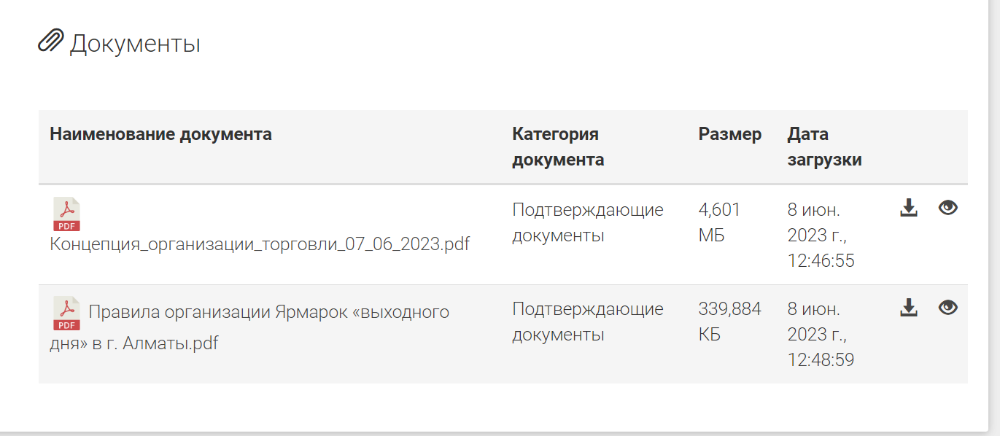 Документы
Наименование документа
Категория
документа
Размер
Дата
загрузки
PDF
Концепция_организации_торговли_07_06_2023.pdf
Подтверждающие
документы
4,601
МБ
8 июн.
2023 г.,
12:46:55
PDF
Правила организации Ярмарок «выходного
дня» в г. Алматы.pdf
Подтверждающие
документы
339,884
КБ
8 июн.
2023 г.,
12:48:59